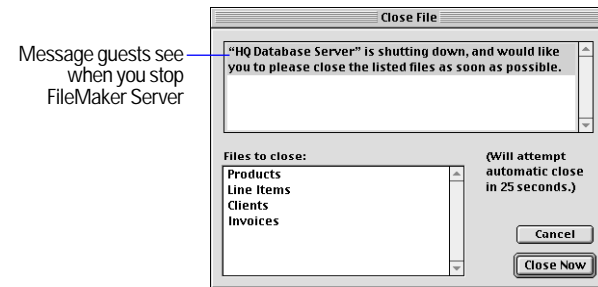 Close File
Message guests see
when you stop
FileMaker Server
“HQ Database Server” is shutting down, and would like
you to please close the listed files as soon as possible.
Files to close:
Products
Line Items
Clients
Invoices
(Will attempt
automatic close
in 25 seconds.)
Cancel
Close Now